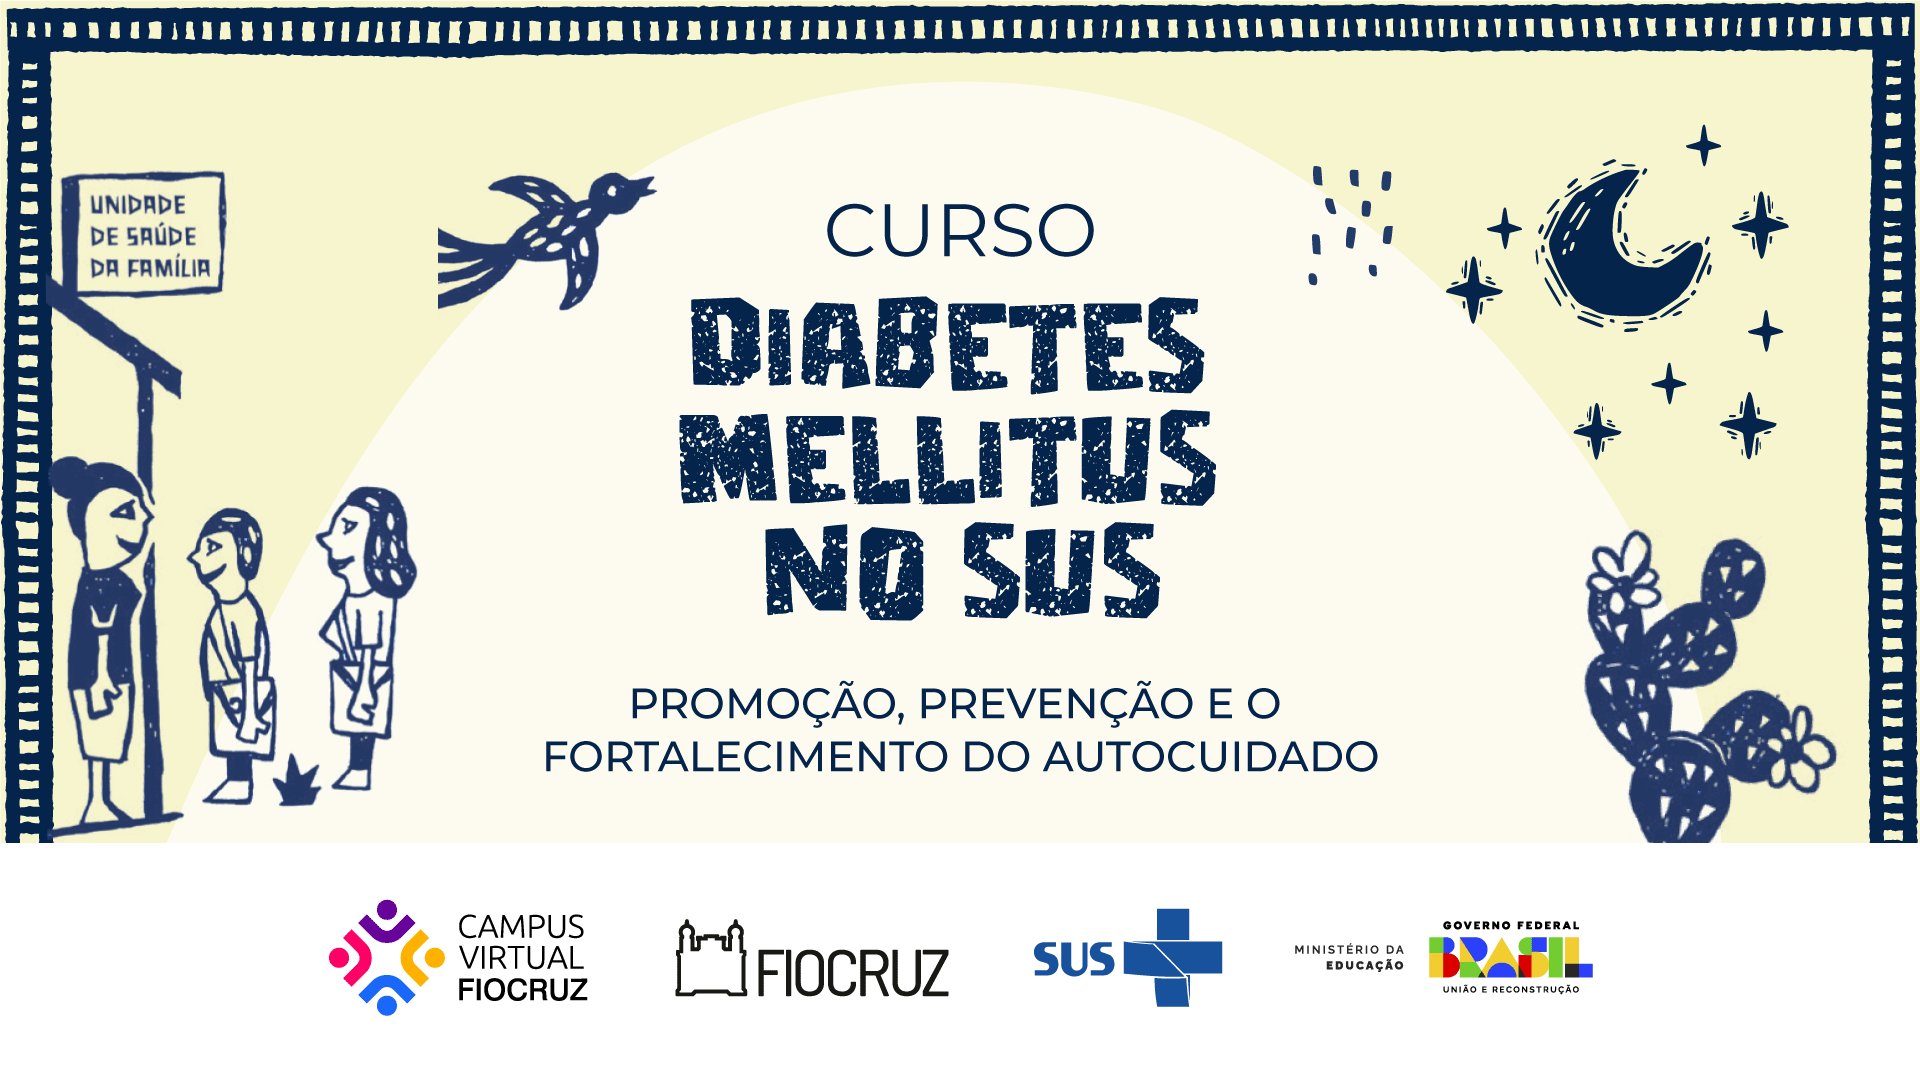 UNIDADE
DE SAÚDE
DA FAMÍLIA
CURSO
DIABETES
MELLITUS
NO SUS
PROMOÇÃO, PREVENÇÃO E O
FORTALECIMENTO DO AUTOCUIDADO
CAMPUS
VIRTUAL
FIOCRUZ
FIOCRUZ
SUS
MINISTÉRIO DA
EDUCAÇÃO
GOVERNO FEDERAL
BRASIL
UNIÃO E RECONSTRUÇÃO